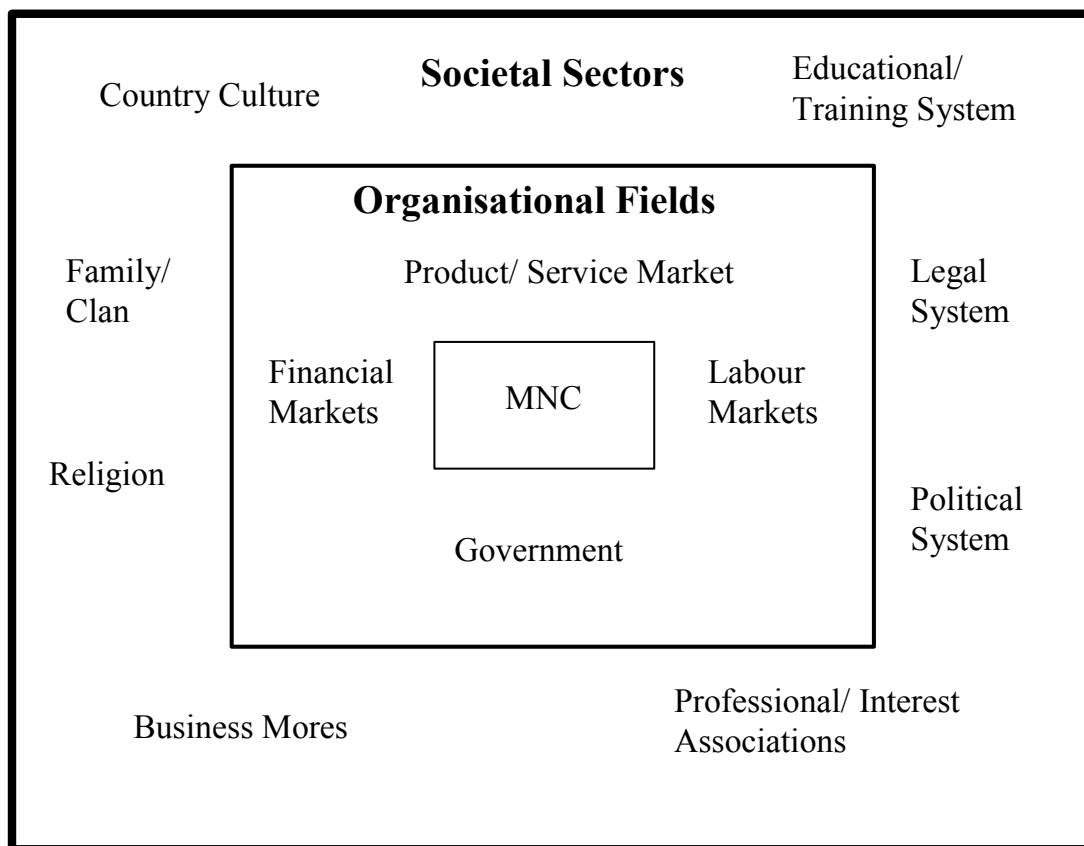 Societal Sectors
Country Culture
Educational/
Training System
Organisational Fields
Family/
Clan
Product/ Service Market
Legal
System
Financial
Markets
MNC
Labour
Markets
Religion
Political
System
Government
Business Mores
Professional/ Interest
Associations